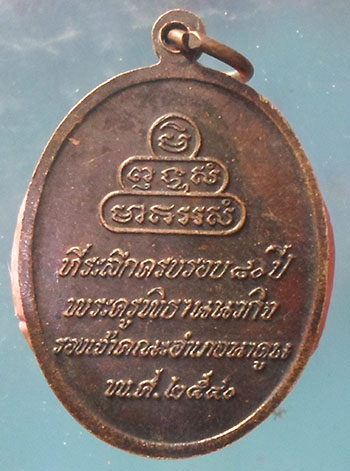 ที่ระลึกครบรอบ ๘๐ ปี
พระครูพิธานนวกิจ
รองเจ้าคณะอำเภอนาดูน
พ.ศ. ๒๕๔๐